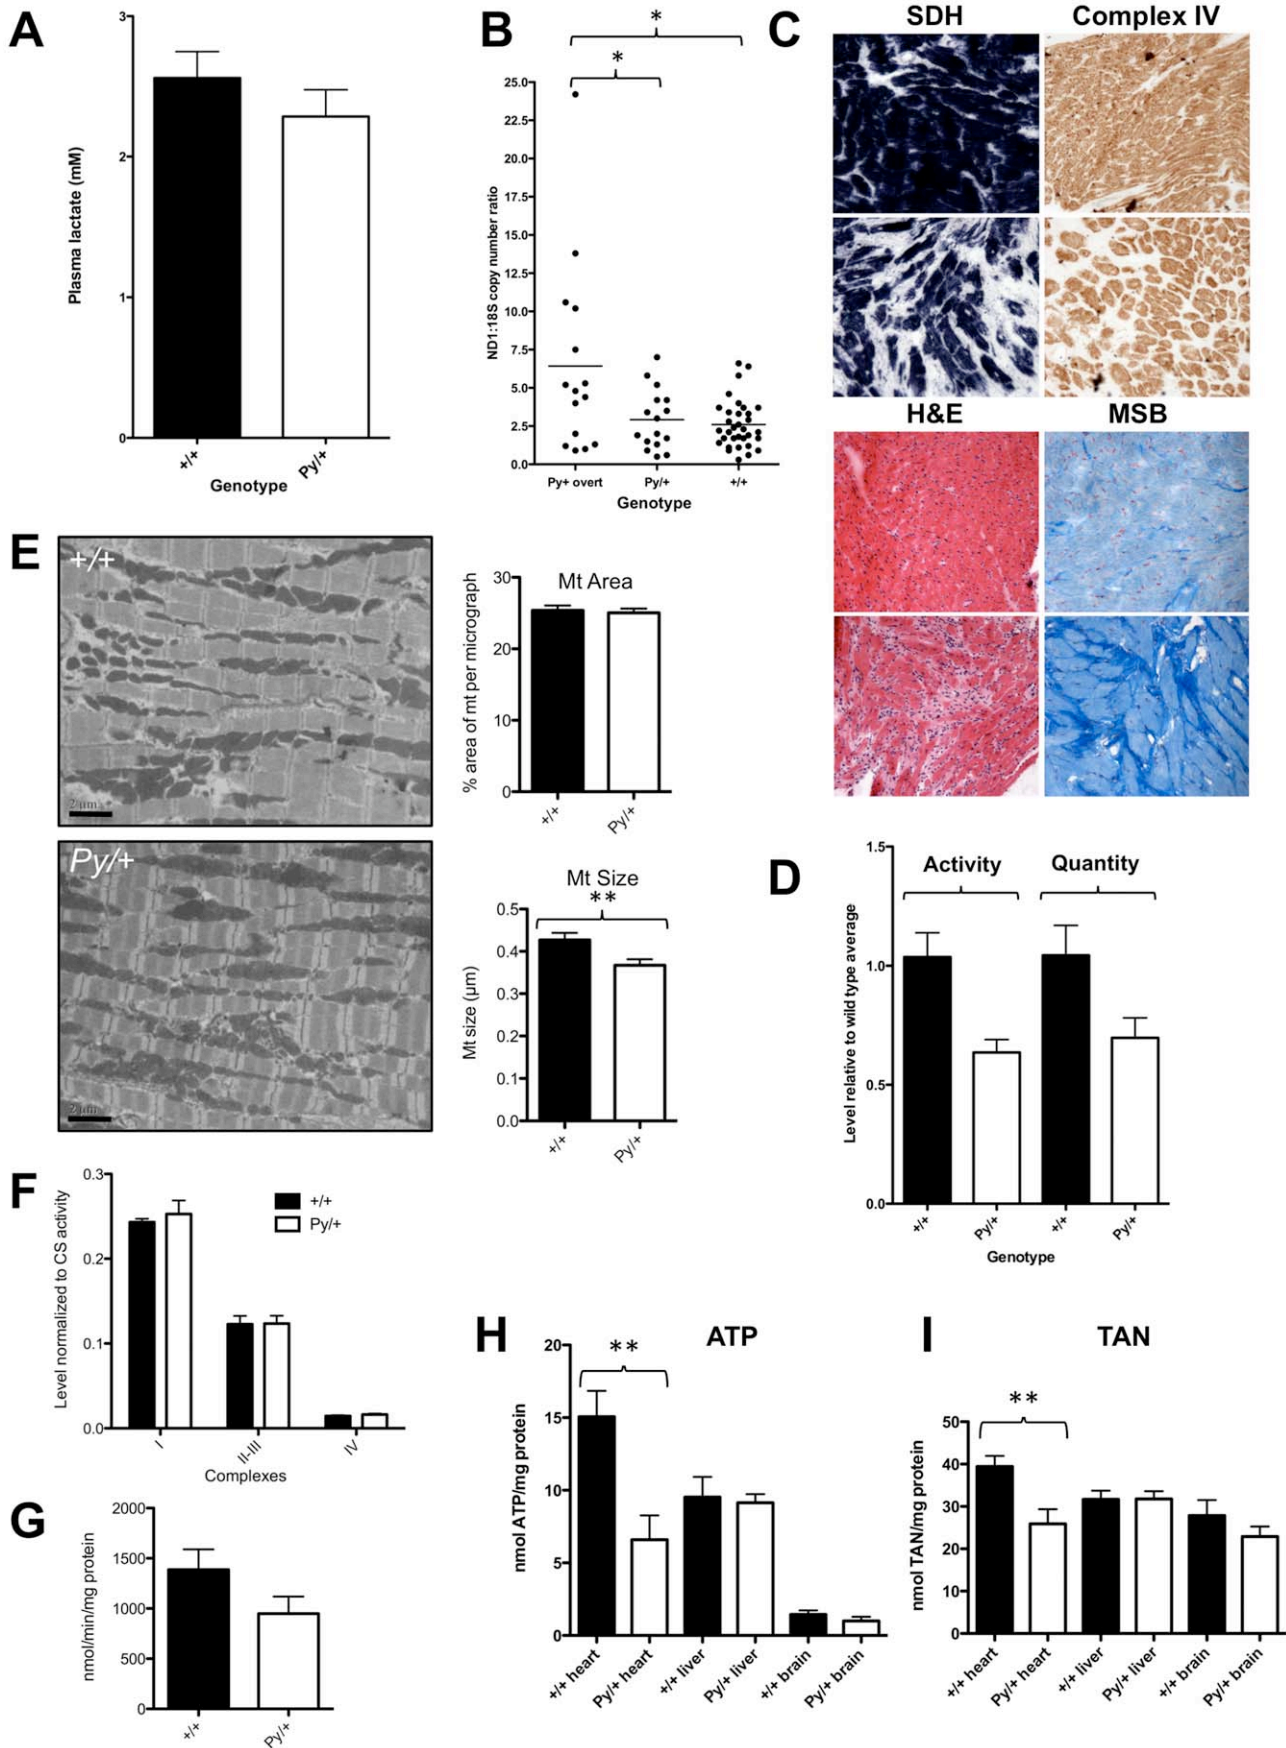 A
3
2
1
0
Plasma lactate (mM)
+/+
Py/+
Genotype
B
*
*
25.0
22.5
20.0
17.5
15.0
12.5
10.0
7.5
5.0
2.5
0.0
ND1:18S copy number ratio
Py+ overt
Py/+
+/+
Genotype
C
SDH
Complex IV
H&E
MSB
D
1.5
1.0
0.5
0.0
Level relative to wild type average
Activity
Quantity
+/+
Py/+
+/+
Py/+
Genotype
E
+/+
2 µm
Py/+
2 µm
Mt Area
30
20
10
0
% area of mt per micrograph
+/+
Py/+
Mt Size
**
0.5
0.4
0.3
0.2
0.1
0.0
Mt size (µm)
+/+
Py/+
F
0.3
0.2
0.1
0.0
Level normalized to CS activity
+/+
Py/+
I
II-III
IV
Complexes
G
2000
1500
1000
500
0
nmol/min/mg protein
+/+
Py/+
H
ATP
**
20
15
10
5
0
nmol ATP/mg protein
+/+ heart
Py/+ heart
+/+ liver
Py/+ liver
+/+ brain
Py/+ brain
I
TAN
**
50
40
30
20
10
0
nmol TAN/mg protein
+/+ heart
Py/+ heart
+/+ liver
Py/+ liver
+/+ brain
Py/+ brain